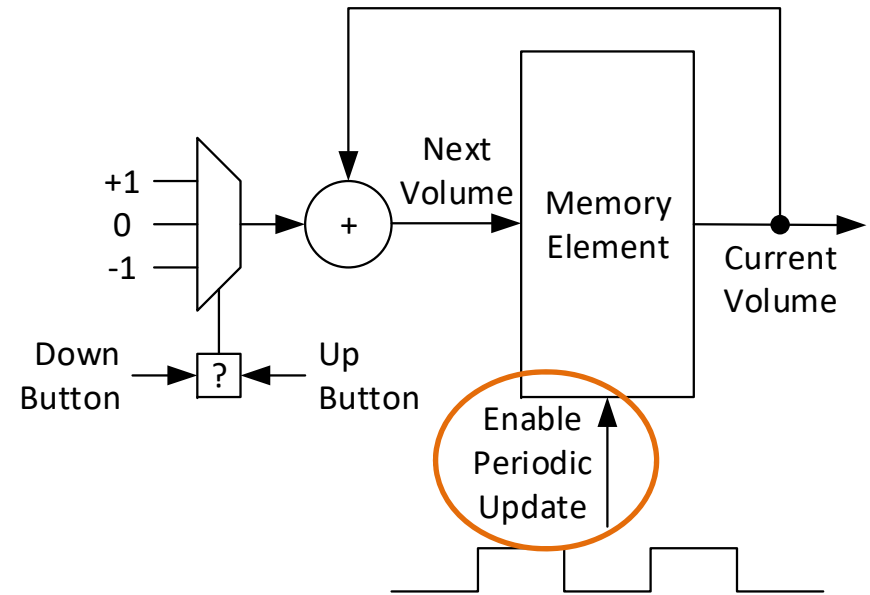 +1
0
-1
+
Next
Volume
Memory
Element
Current
Volume
Down
Button
?
Up
Button
Enable
Periodic
Update